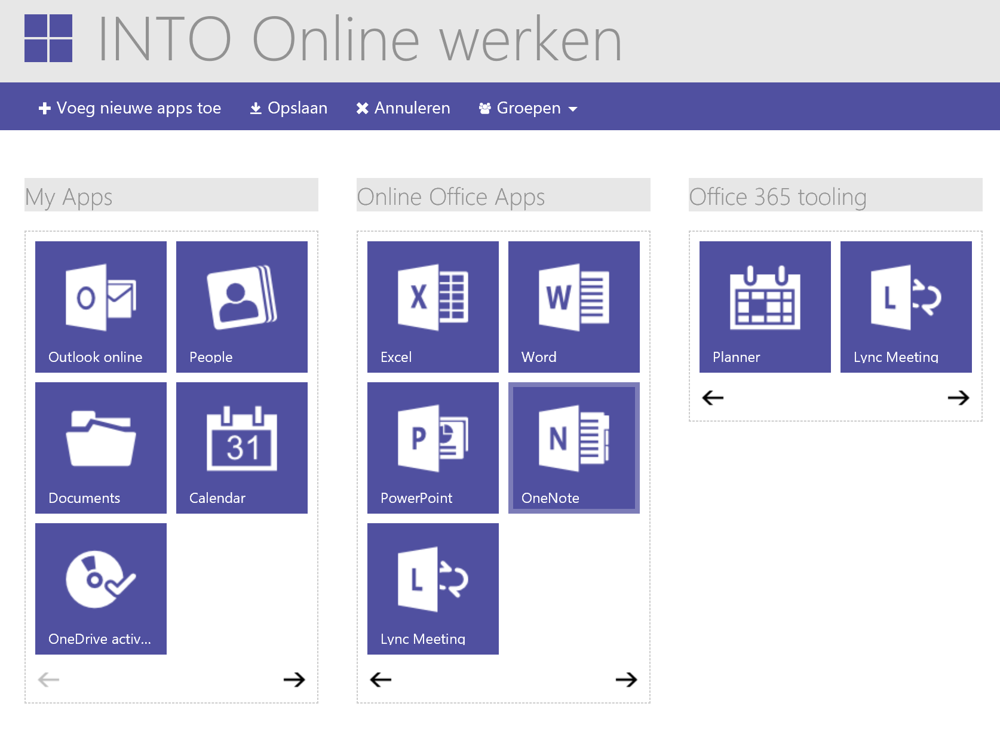 INTO Online werken
Voeg nieuwe apps toe Opslaan Annuleren Groepen
My Apps
Outlook online People
Documents Calendar
31
OneDrive activ...
Online Office Apps
X W
Excel Word
P N
PowerPoint OneNote
L
Lync Meeting
Office 365 tooling
L
Planner Lync Meeting